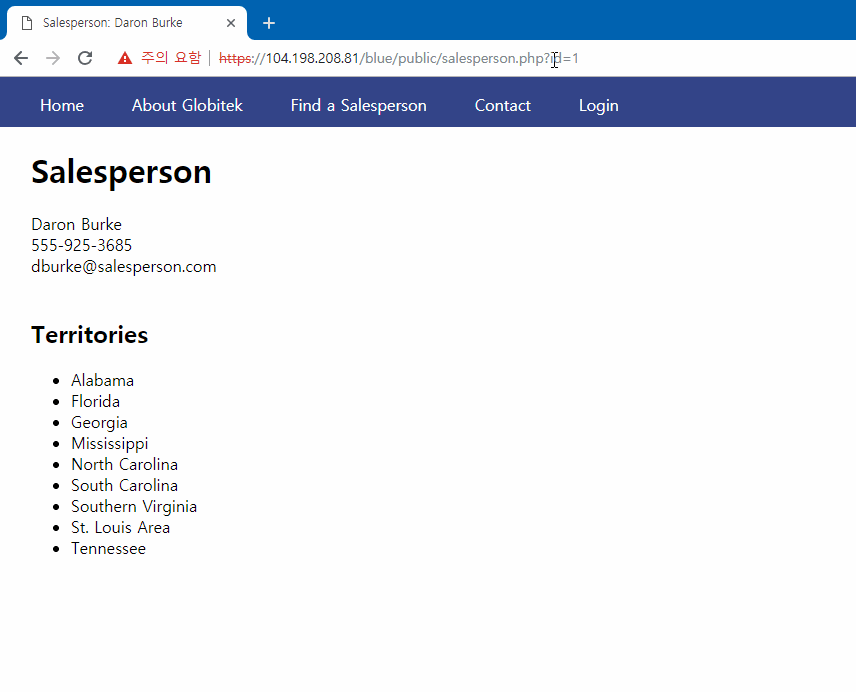 Salesperson: Daron Burke
주의 요함 https://104.198.208.81/blue/public/salesperson.php?id=1
Home About Globitek Find a Salesperson Contact Login
Salesperson
Daron Burke
555-925-3685
dburke@salesperson.com
Territories
Alabama
Florida
Georgia
Mississippi
North Carolina
South Carolina
Southern Virginia
St. Louis Area
Tennessee